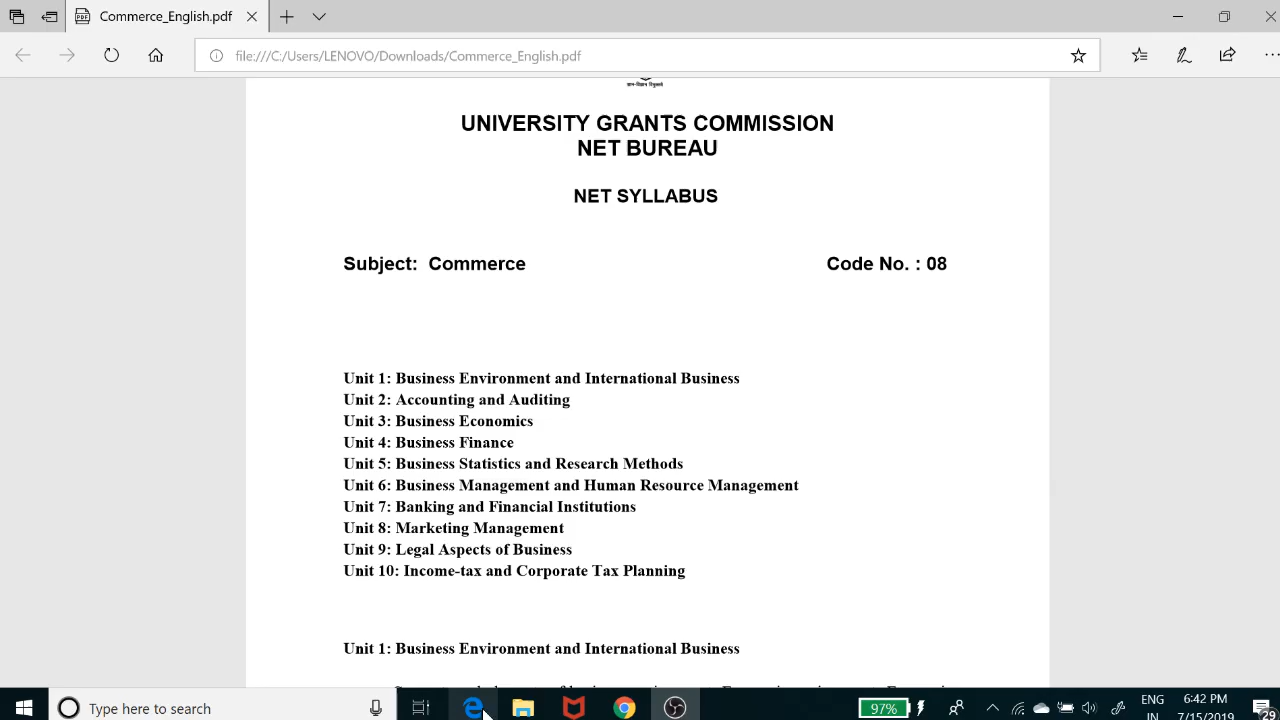 Commerce_English.pdf
file:///C:/Users/LENOVO/Downloads/Commerce_English.pdf
UNIVERSITY GRANTS COMMISSION
NET BUREAU
NET SYLLABUS
Subject: Commerce Code No. : 08
Unit 1: Business Environment and International Business
Unit 2: Accounting and Auditing
Unit 3: Business Economics
Unit 4: Business Finance
Unit 5: Business Statistics and Research Methods
Unit 6: Business Management and Human Resource Management
Unit 7: Banking and Financial Institutions
Unit 8: Marketing Management
Unit 9: Legal Aspects of Business
Unit 10: Income-tax and Corporate Tax Planning
Unit 1: Business Environment and International Business
Type here to search
97%
ENG
IN
6:42 PM
7/15/2019